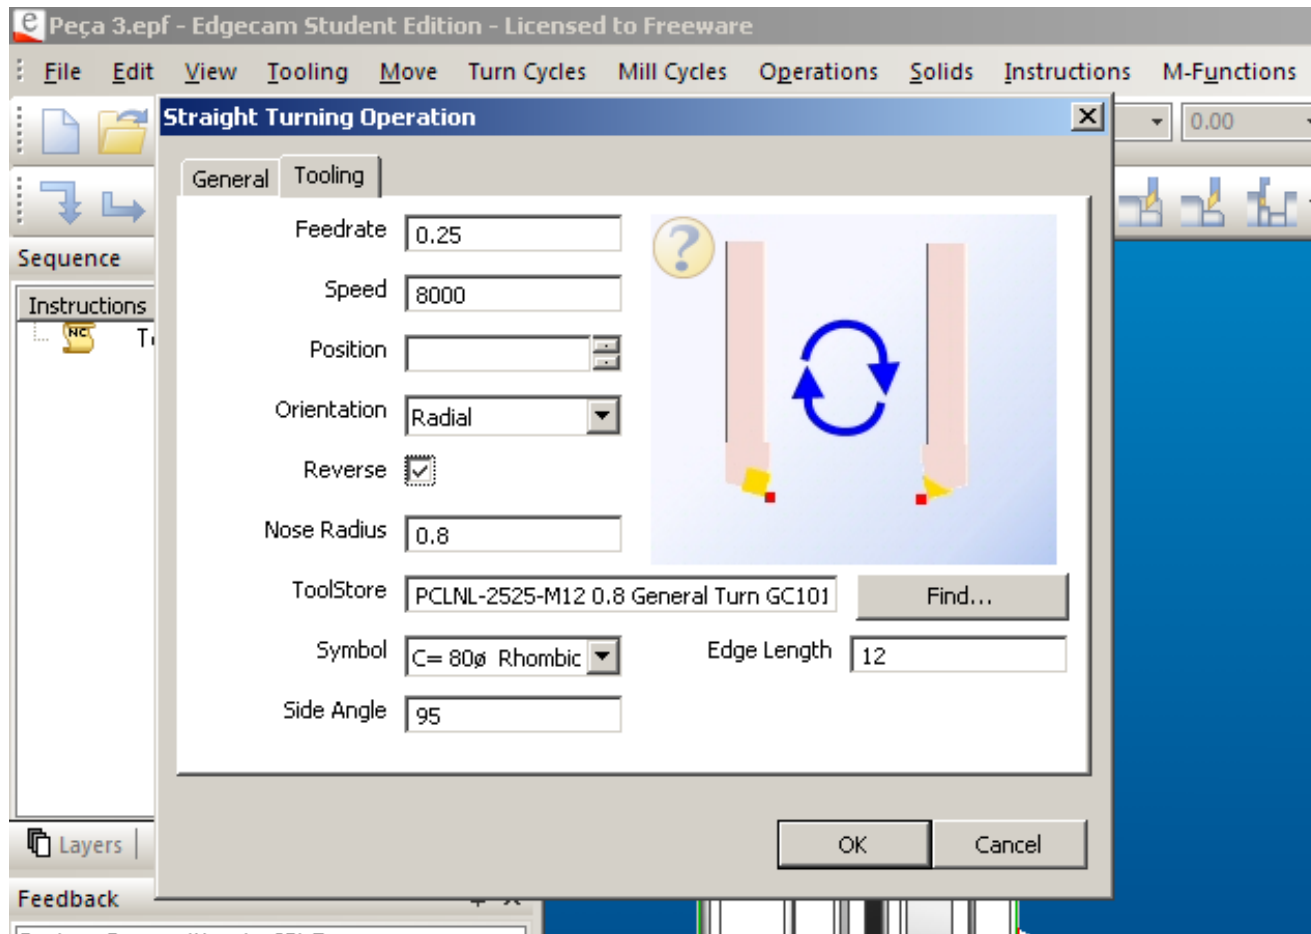 Peça 3.epf - Edgecam Student Edition - Licensed to Freeware
File Edit View Tooling Move Turn Cycles Mill Cycles Operations Solids Instructions M-Functions
Straight Turning Operation
0.00
General Tooling
Feedrate 0.25
Sequence
Speed 8000
Instructions
NC
Position
Orientation Radial
Reverse
Nose Radius 0.8
ToolStore PCLNL-2525-M12 0.8 General Turn GC101 Find...
Symbol C= 80ø Rhombic Edge Length 12
Side Angle 95
Layers
OK Cancel
Feedback